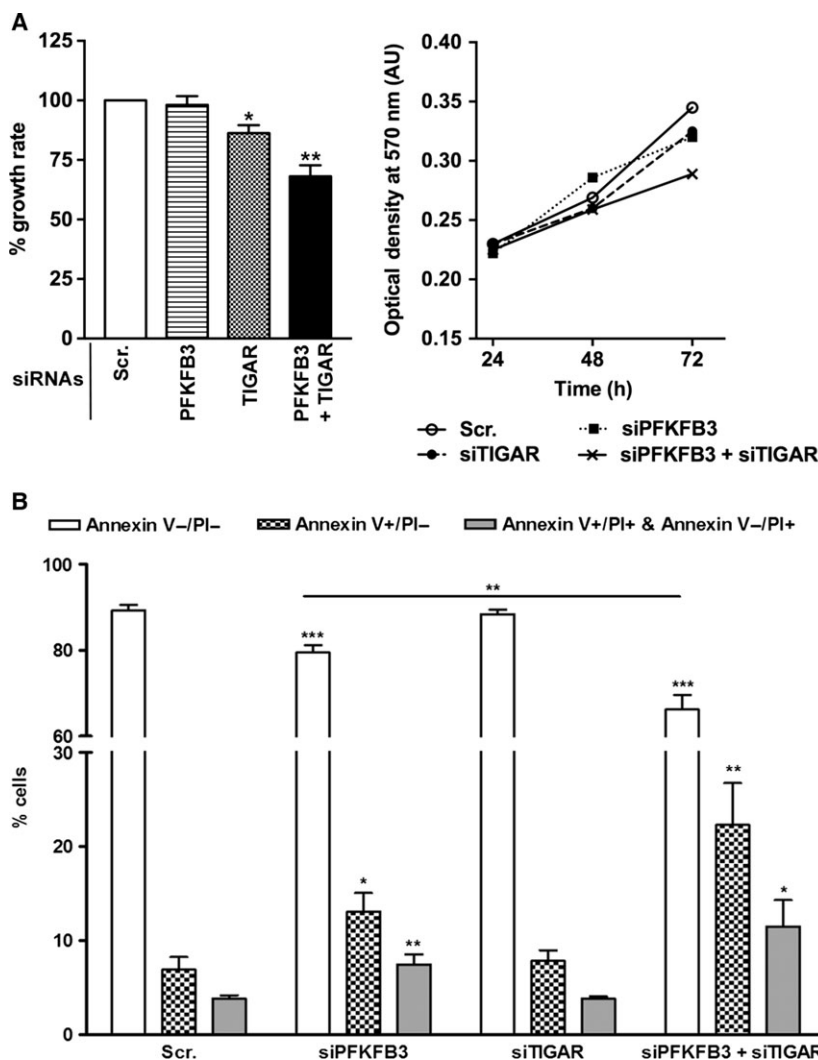 A
% growth rate
125
100
75
50
25
0
*
**
siRNAs
Scr.
PFKFB3
TIGAR
PFKFB3
+ TIGAR
Optical density at 570 nm (AU)
0.40
0.35
0.30
0.25
0.20
0.15
24 48 72
Time (h)
Scr. siPFKFB3
siTIGAR siPFKFB3 + siTIGAR
B
Annexin V–/PI– Annexin V+/PI– Annexin V+/PI+ & Annexin V–/PI+
% cells
100
80
60
30
20
10
0
**
***
*
**
***
**
*
Scr. siPFKFB3 siTIGAR siPFKFB3 + siTIGAR